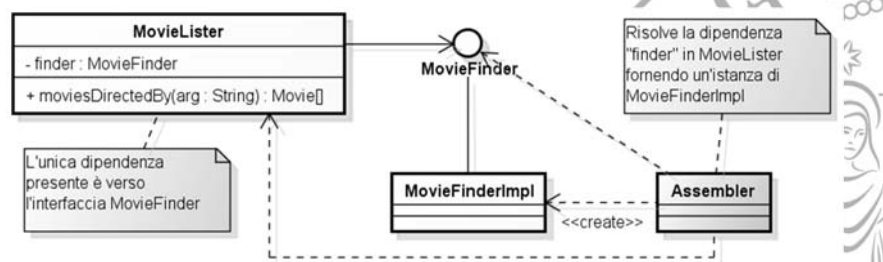 MovieLister
- finder : MovieFinder
+ moviesDirectedBy(arg : String) : Movie[]
MovieFinder
Risolve la dipendenza
"finder" in MovieLister
fornendo un'istanza di
MovieFinderImpl
L'unica dipendenza
presente è verso
l'interfaccia MovieFinder
MovieFinderImpl
<<create>>
Assembler